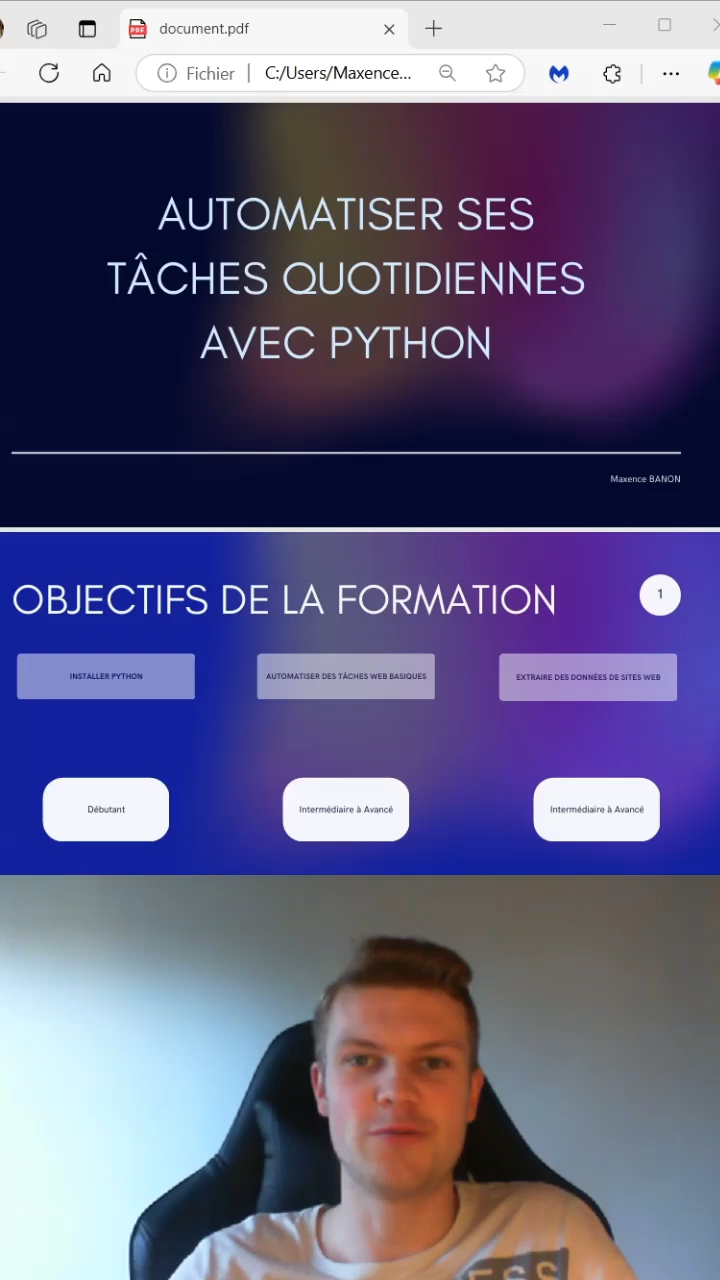 document.pdf
Fichier
C:/Users/Maxence...
AUTOMATISER SES
TÂCHES QUOTIDIENNES
AVEC PYTHON
Maxence BANON
OBJECTIFS DE LA FORMATION
1
INSTALLER PYTHON
AUTOMATISER DES TÂCHES WEB BASIQUES
EXTRAIRE DES DONNÉES DE SITES WEB
Débutant
Intermédiaire à Avancé
Intermédiaire à Avancé